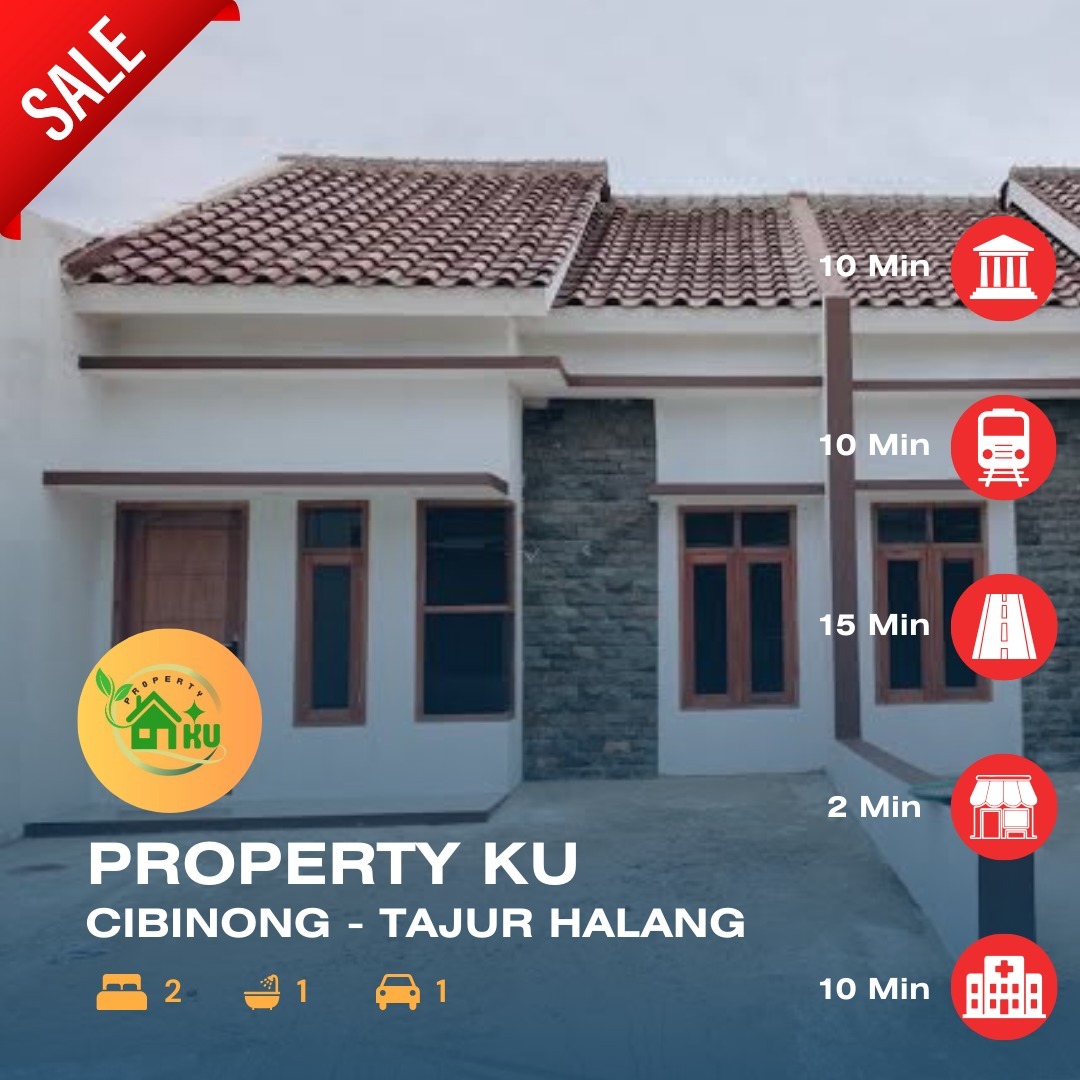 SALE
10 Min
10 Min
15 Min
2 Min
10 Min
PROPERTY
KU
PROPERTY KU
CIBINONG - TAJUR HALANG
2 1 1